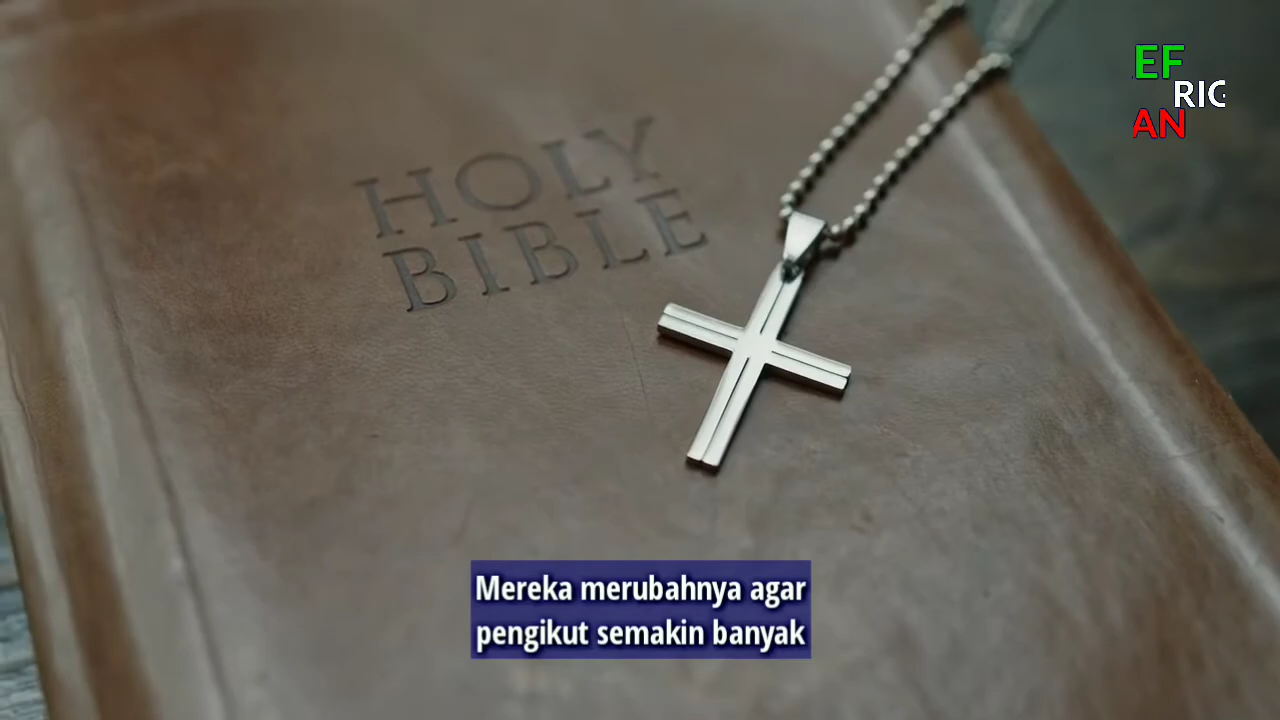 HOLY
BIBLE
EF
RIC
AN
Mereka merubahnya agar
pengikut semakin banyak